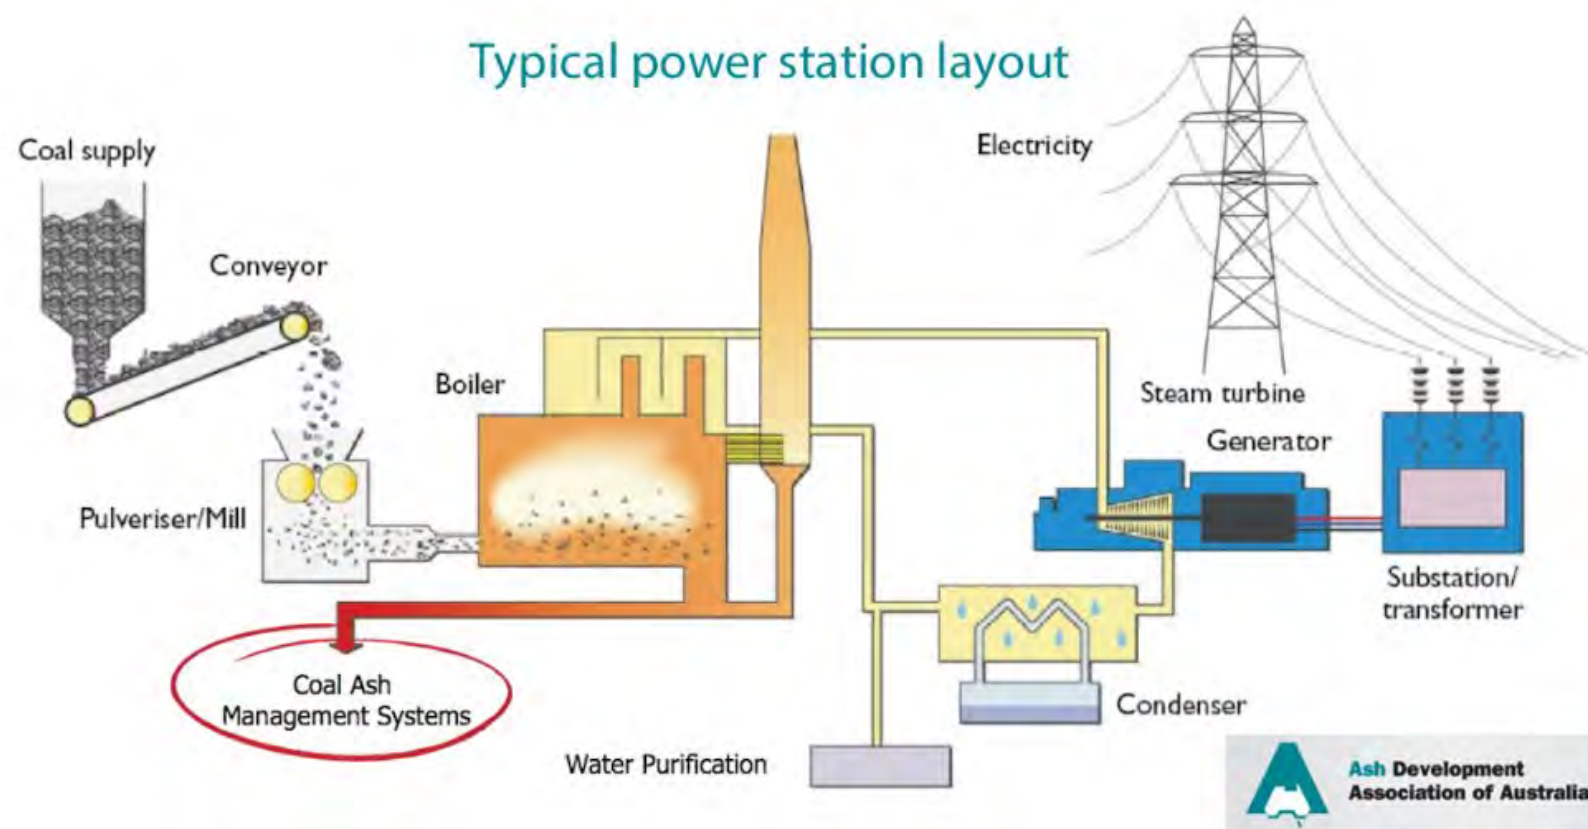 Typical power station layout
Coal supply
Electricity
Conveyor
Boiler
Steam turbine
Generator
Pulveriser/Mill
Substation/
transformer
Coal Ash
Management Systems
Condenser
Water Purification
Ash Development
Association of Australia